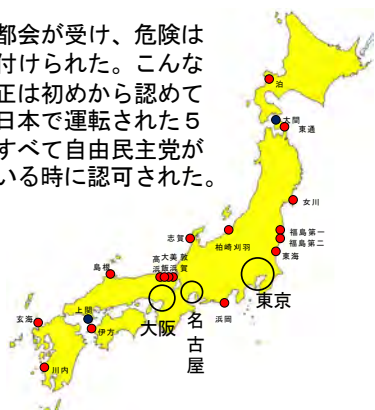 都会が受け、危険は
付けられた。こんな
正は初めから認めて
日本で運転された５
すべて自由民主党が
いる時に認可された。
泊
大間
東通
女川
福島第一
福島第二
東海
柏崎刈羽
志賀
高大美敦
浜飯浜賀
島根
上関
玄海
伊方
川内
浜岡
東京
名古屋
大阪